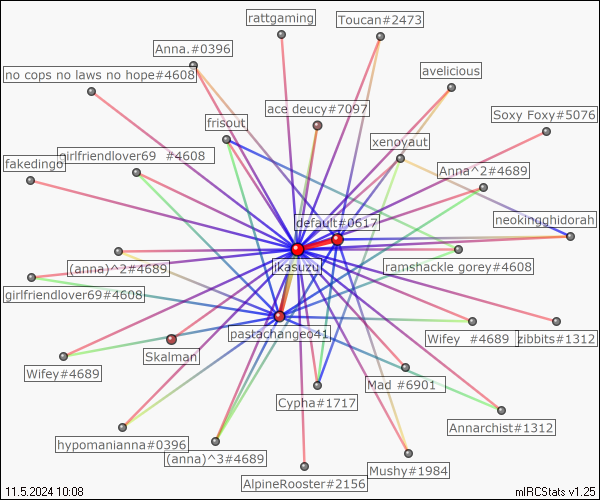 rattgaming
Toucan#2473
Anna.#0396
avelicious
no cops no laws no hope#4608
ace deucy#7097
Soxy Foxy#5076
frisout
xenoyaut
fakedingo
girlfriendlover69 #4608
Anna^2#4689
default#0617
neokingghidorah
(anna)^2#4689
jkasuzu
ramshackle gorey#4608
girlfriendlover69#4608
pastachangeo41
Wifey #4689
zibbits#1312
Skalman
Wifey#4689
Mad #6901
Cypha#1717
Annarchist#1312
hypomanianna#0396
(anna)^3#4689
Mushy#1984
AlpineRooster#2156
11.5.2024 10:08
mIRCStats v1.25